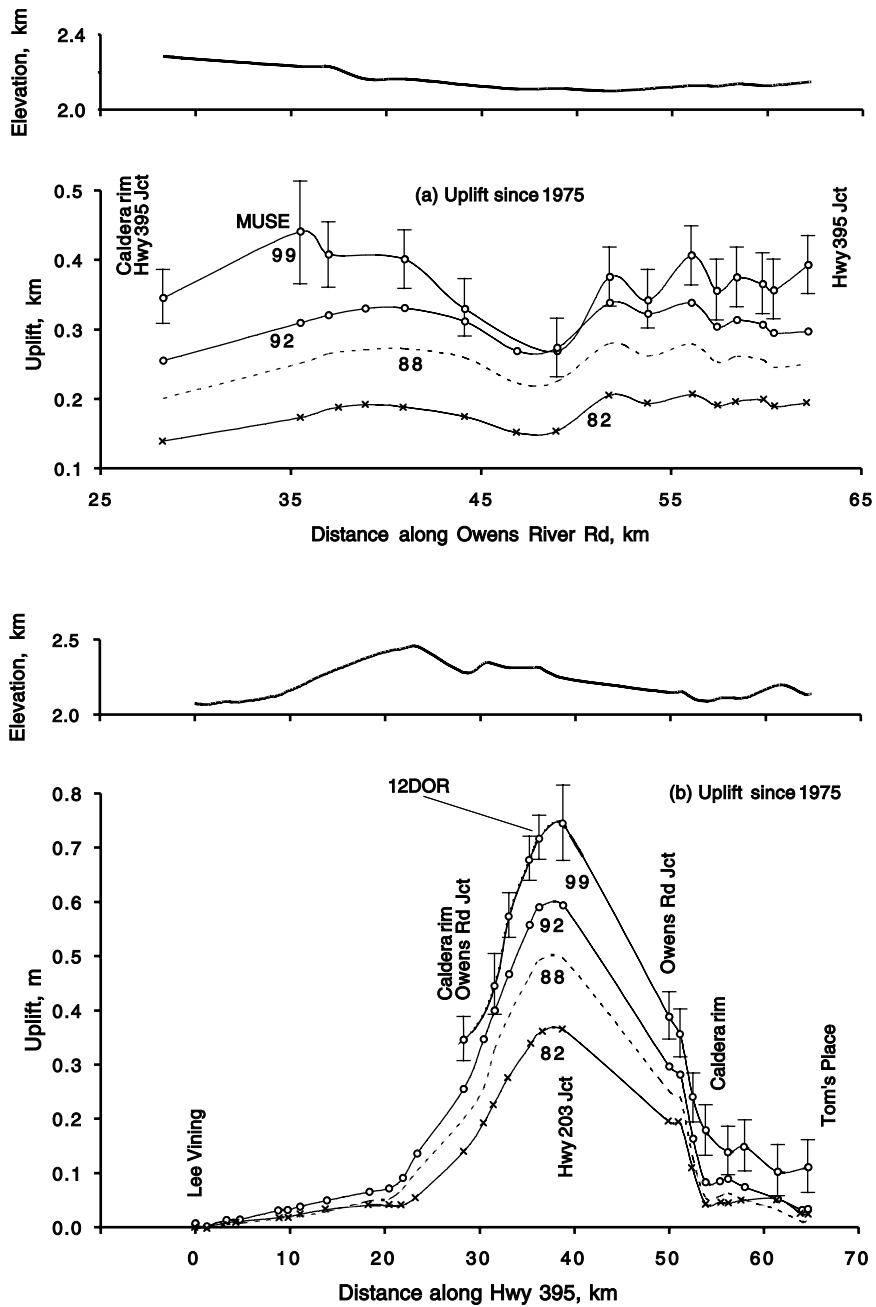 2.4
Elevation, km
2.0
0.5
(a) Uplift since 1975
Caldera rim
Hwy395 Jct
MUSE
99
Hwy395 Jct
0.4
Uplift, km
0.3
92
88
0.2
82
0.1
25 35 45 55 65
Distance along Owens River Rd, km
2.5
Elevation, km
2.0
0.8
12DOR
(b) Uplift since 1975
0.7
0.6
99
Caldera rim
Owens Rd Jct
92
Owens Rd Jct
0.5
88
Uplift, m
0.4
82
0.3
Caldera rim
Tom's Place
0.2
Hwy 203 Jct
Lee Vining
0.1
0.0
0 10 20 30 40 50 60 70
Distance along Hwy 395, km